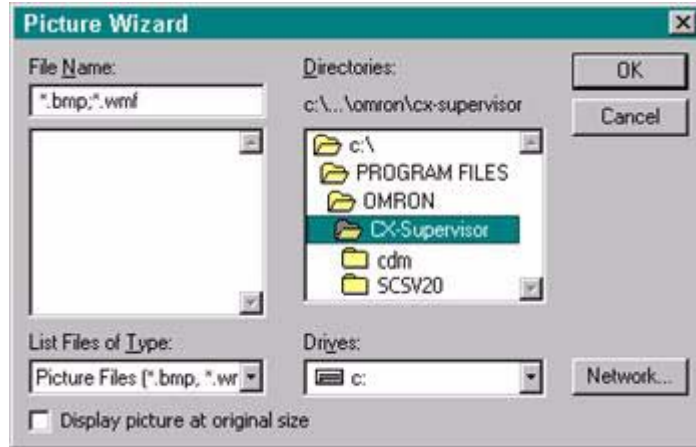 Picture Wizard
File Name:
*.bmp;*.wmf
Directories:
c:\...\omron\cx-supervisor
c:\
PROGRAM FILES
OMRON
CX-Supervisor
cdm
SCSV20
OK
Cancel
List Files of Type:
Picture Files (*.bmp, *.wr
Drives:
c:
Network...
Display picture at original size